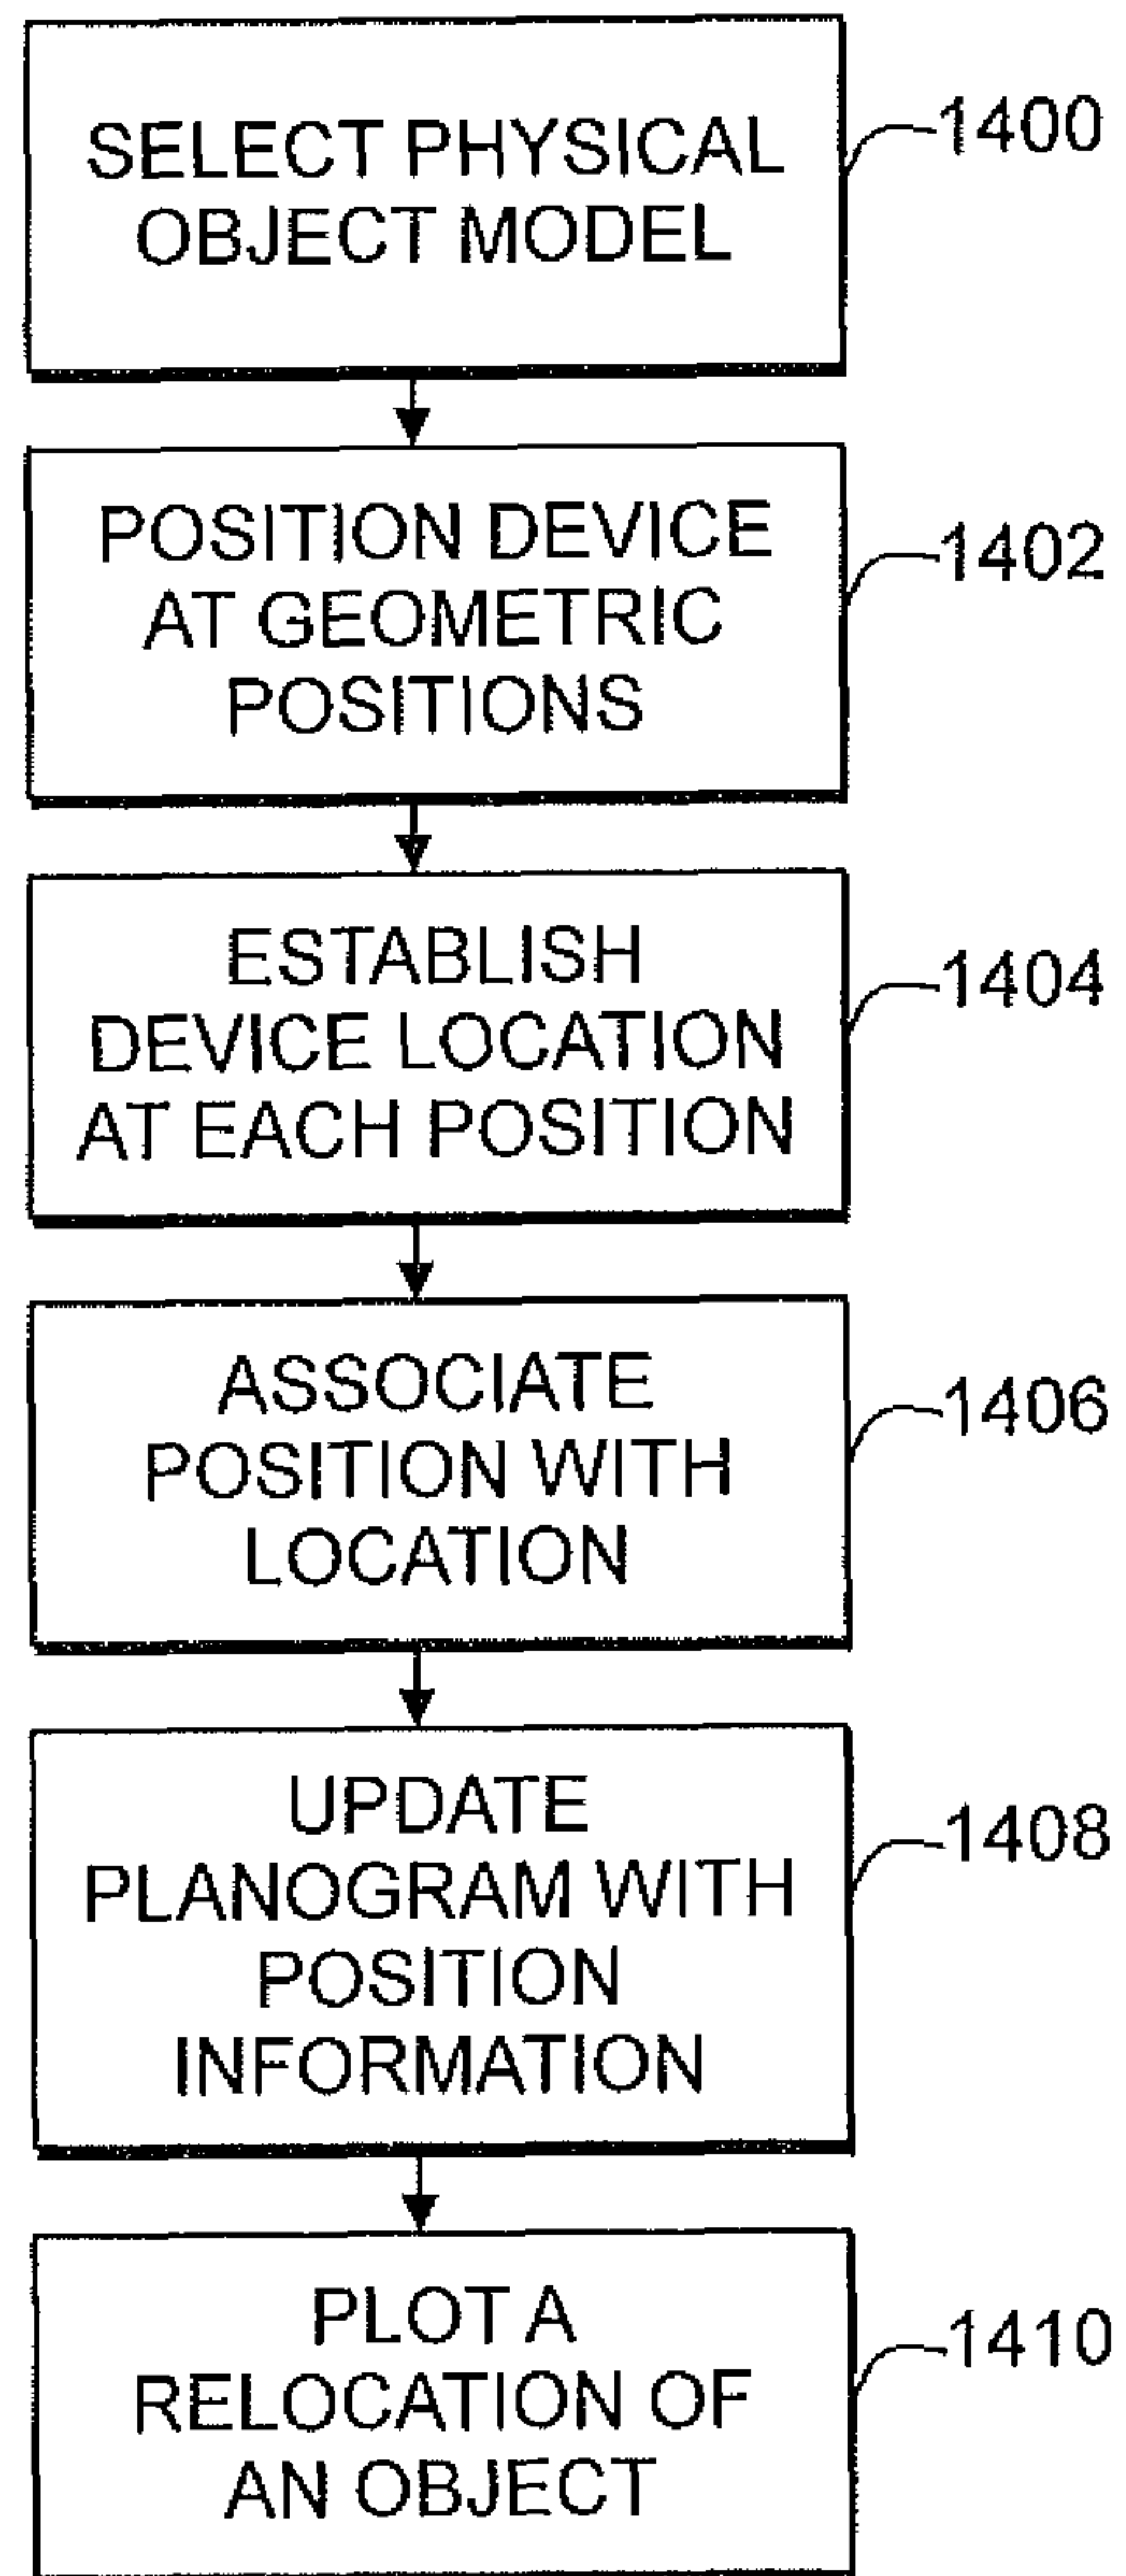 SELECT PHYSICAL
OBJECT MODEL
1400
POSITION DEVICE
AT GEOMETRIC
POSITIONS
1402
ESTABLISH
DEVICE LOCATION
AT EACH POSITION
1404
ASSOCIATE
POSITION WITH
LOCATION
1406
UPDATE
PLANOGRAM WITH
POSITION
INFORMATION
1408
PLOT A
RELOCATION OF
AN OBJECT
1410